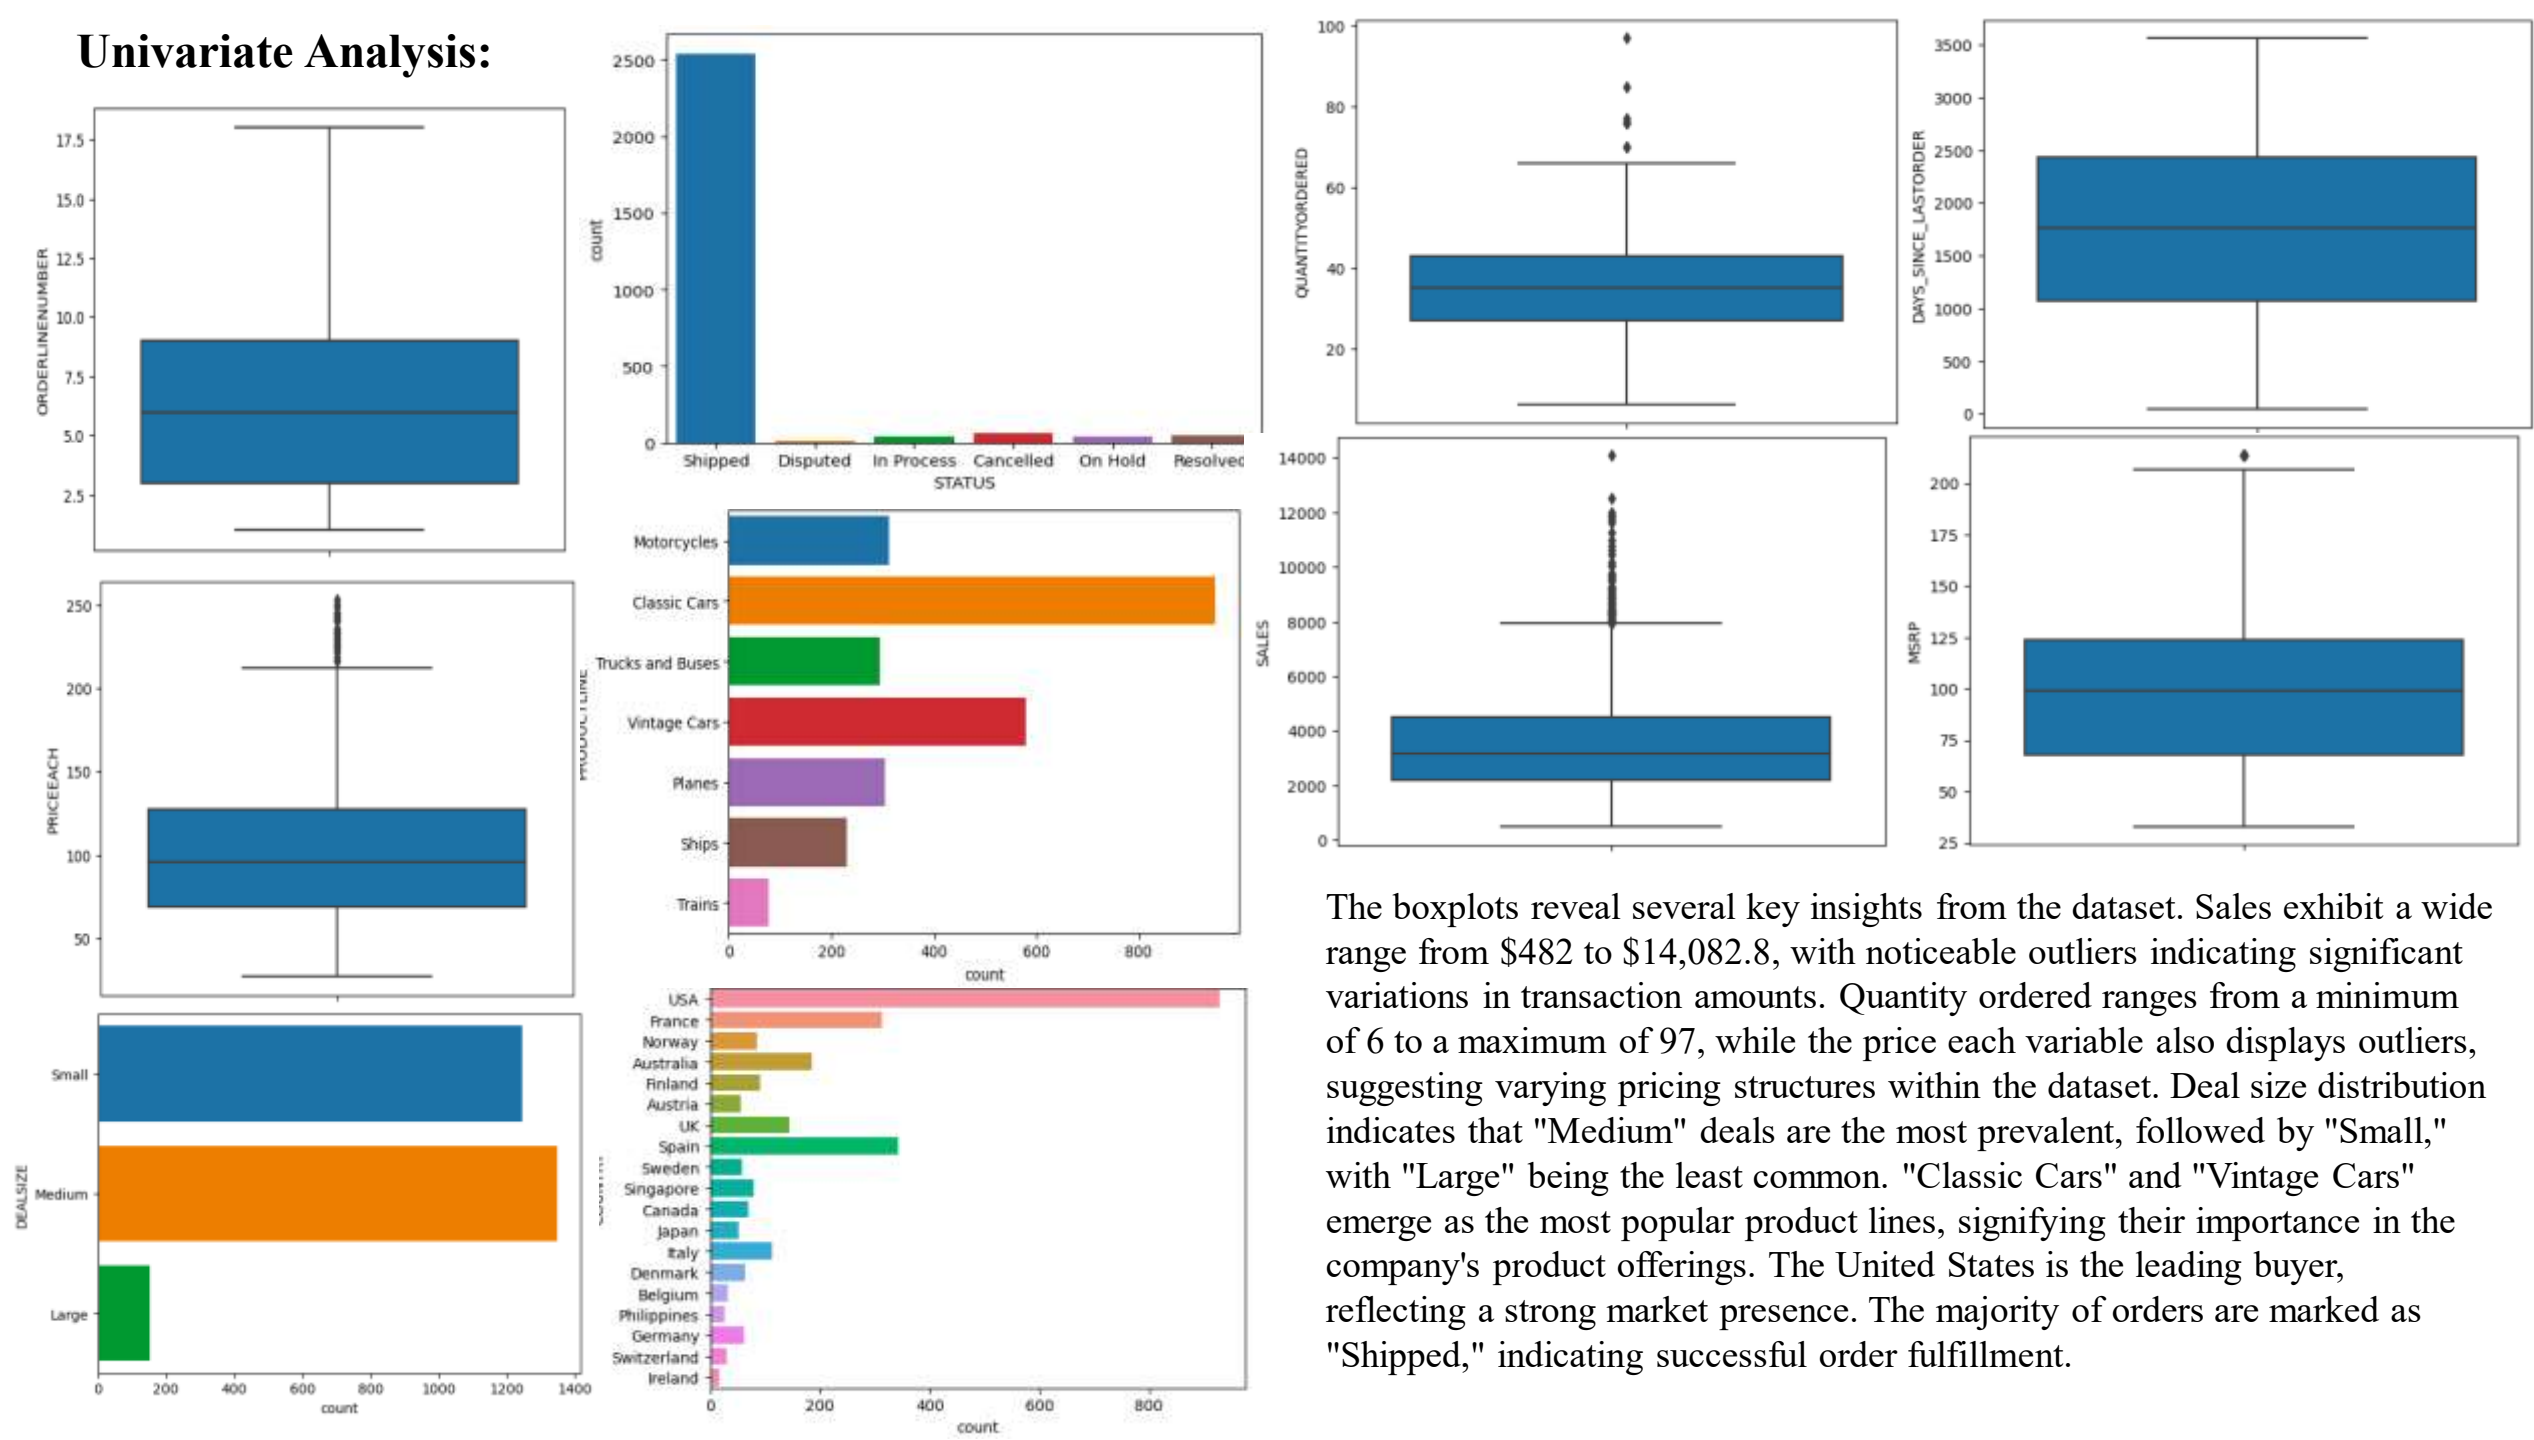 Univariate Analysis:
17.5
15.0
12.5
10.0
7.5
5.0
2.5
ORDERLINENUMBER
2500
2000
1500
1000
500
0
count
Shipped Disputed In Process Cancelled On Hold Resolved
STATUS
100
80
60
40
20
QUANTITYORDERED
3500
3000
2500
2000
1500
1000
500
0
DAYS_SINCE_LASTORDER
250
200
150
100
50
PRICEEACH
Motorcycles
Classic Cars
Trucks and Buses
Vintage Cars
Planes
Ships
Trains
PRODUCTLINE
0 200 400 600 800
count
14000
12000
10000
8000
6000
4000
2000
0
SALES
200
175
150
125
100
75
50
25
MSRP
Small
Medium
Large
DEALSIZE
0 200 400 600 800 1000 1200 1400
count
USA
France
Norway
Australia
Finland
Austria
UK
Spain
Sweden
Singapore
Canada
Japan
Italy
Denmark
Belgium
Philippines
Germany
Switzerland
Ireland
0 200 400 600 800
count
The boxplots reveal several key insights from the dataset. Sales exhibit a wide
range from $482 to $14,082.8, with noticeable outliers indicating significant
variations in transaction amounts. Quantity ordered ranges from a minimum
of 6 to a maximum of 97, while the price each variable also displays outliers,
suggesting varying pricing structures within the dataset. Deal size distribution
indicates that "Medium" deals are the most prevalent, followed by "Small,"
with "Large" being the least common. "Classic Cars" and "Vintage Cars"
emerge as the most popular product lines, signifying their importance in the
company's product offerings. The United States is the leading buyer,
reflecting a strong market presence. The majority of orders are marked as
"Shipped," indicating successful order fulfillment.